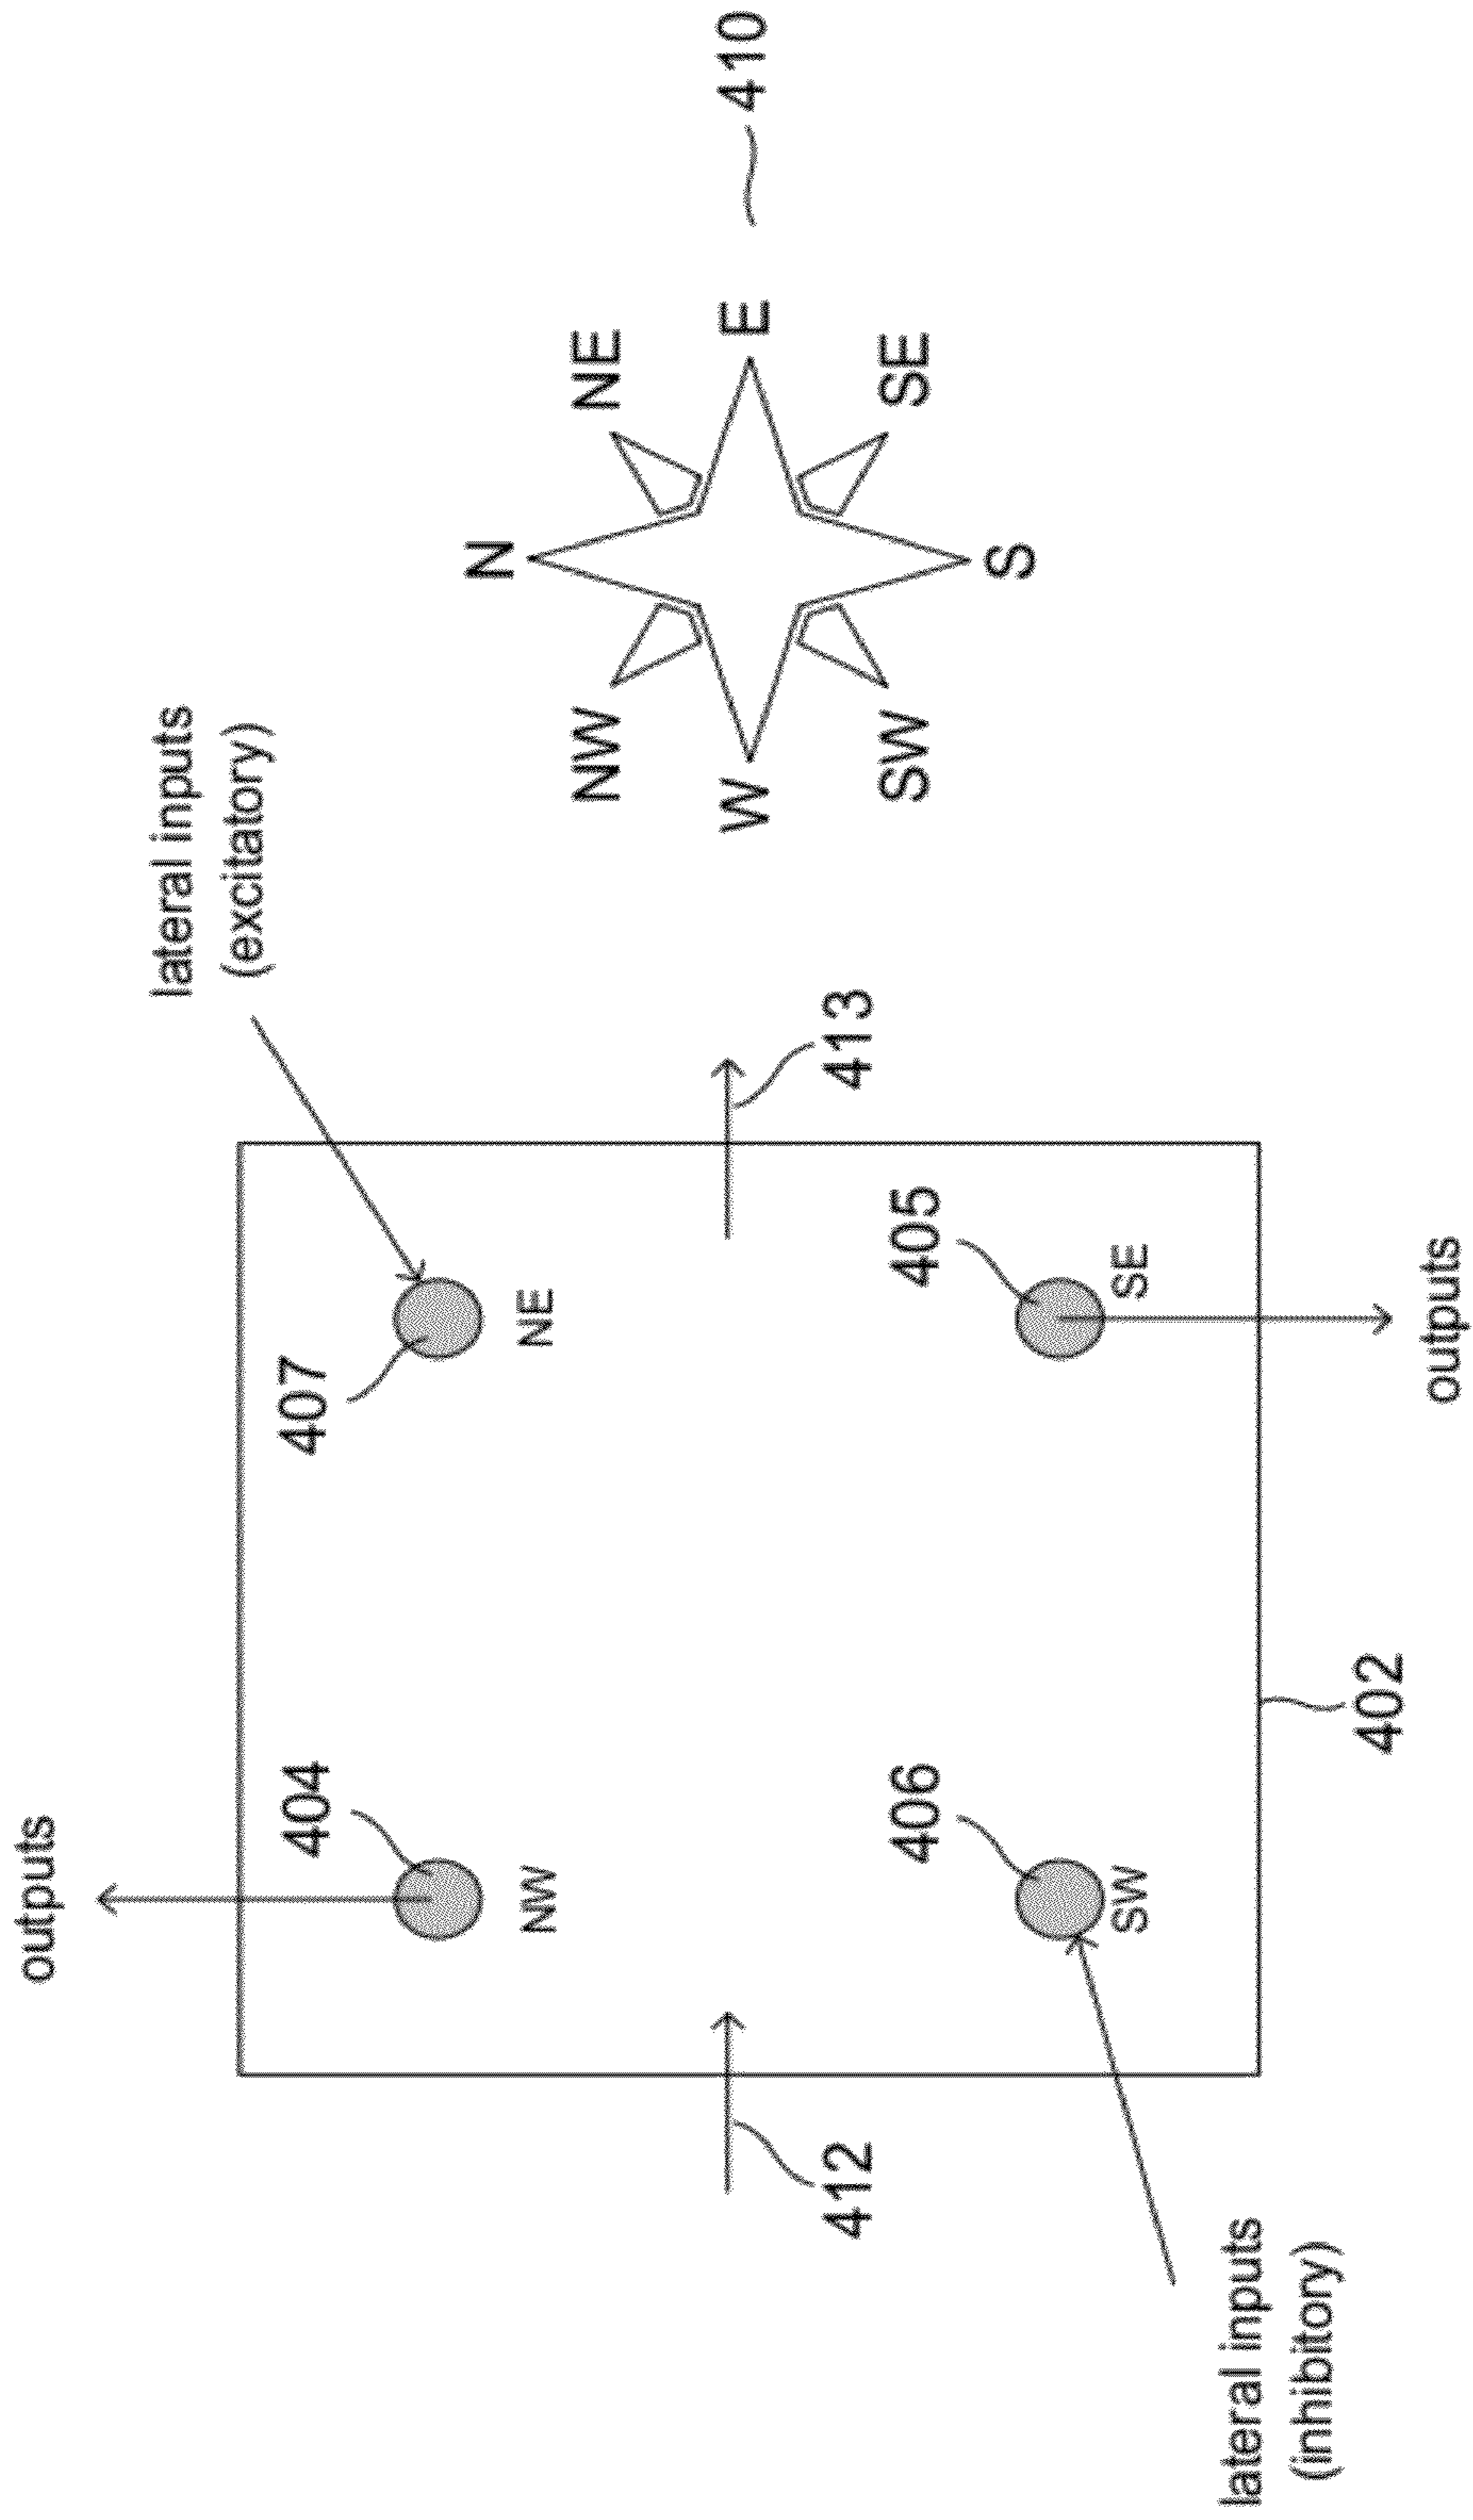 outputs
lateral inputs
(excitatory)
404
407
NW
NE
N
NW
NE
W
E
410
412
413
406
405
SW
SE
S
SW
SE
lateral inputs
(inhibitory)
402
outputs